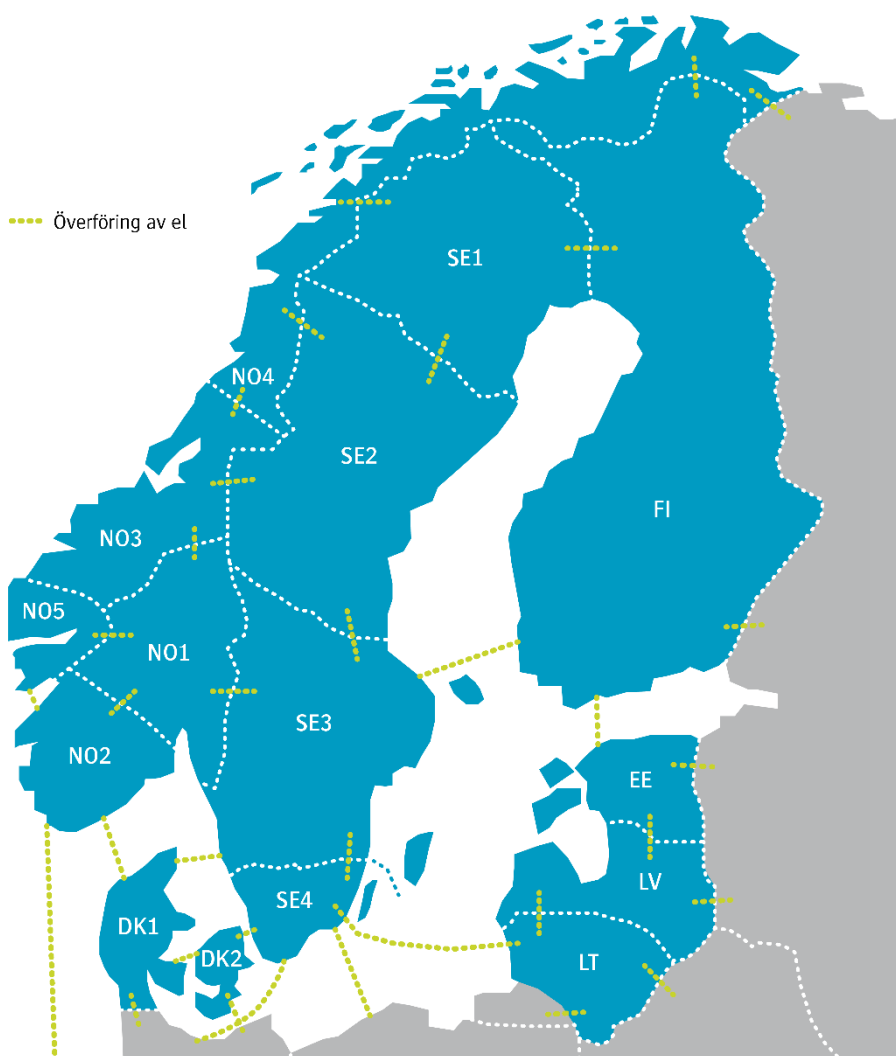 Överföring av el
SE1
NO4
SE2
FI
NO3
NO5
NO1
SE3
NO2
EE
LV
SE4
DK1
DK2
LT